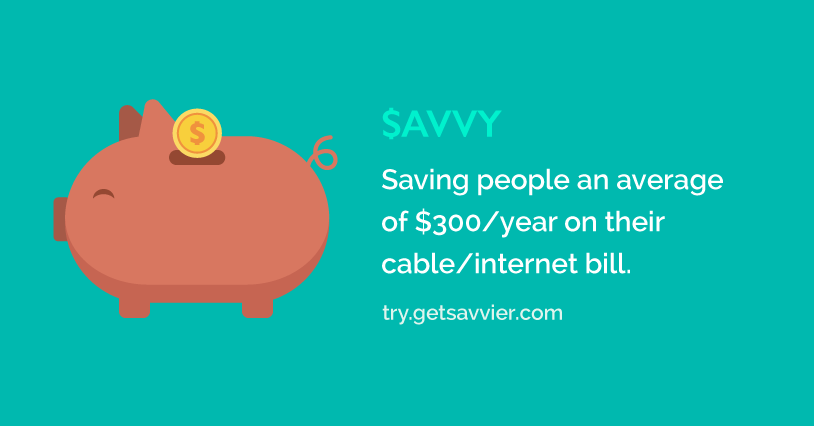 $
$AVVY
Saving people an average
of $300/year on their
cable/internet bill.
try.getsavvier.com